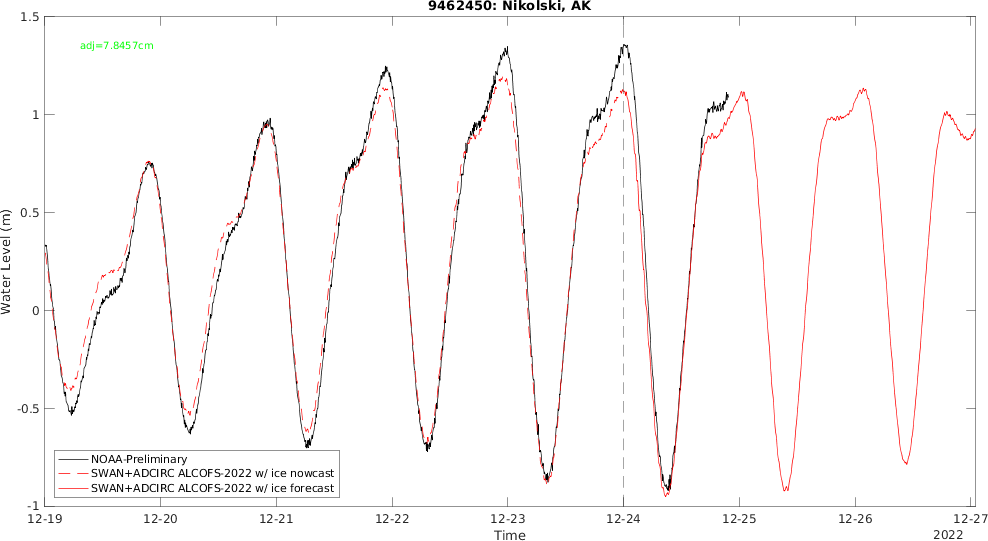 9462450: Nikolski, AK
adj=7.8457cm
Water Level (m)
1.5
1
0.5
0
-0.5
-1
NOAA-Preliminary
SWAN+ADCIRC ALCOFS-2022 w/ ice nowcast
SWAN+ADCIRC ALCOFS-2022 w/ ice forecast
12-19 12-20 12-21 12-22 12-23 12-24 12-25 12-26 12-27
Time
2022